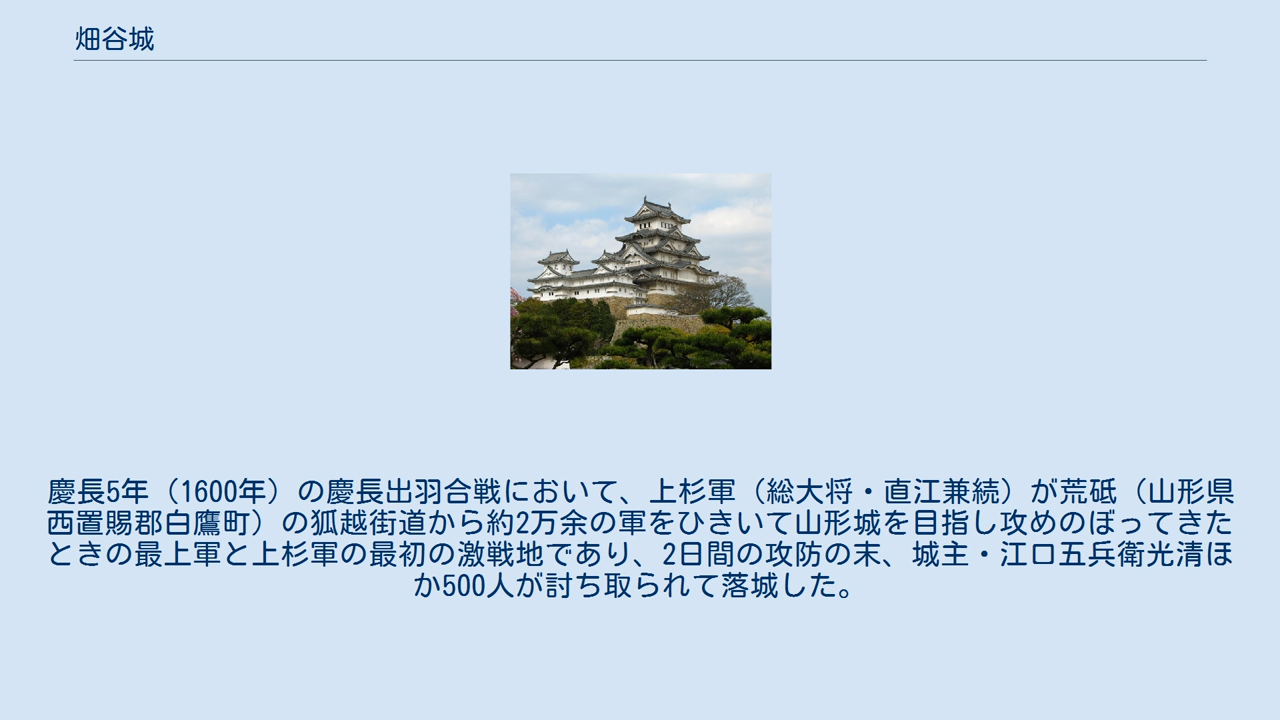 畑谷城
慶長5年（1600年）の慶長出羽合戦において、上杉軍（総大将・直江兼続）が荒砥（山形県
西置賜郡白鷹町）の狐越街道から約2万余の軍をひきいて山形城を目指し攻めのぼってきた
ときの最上軍と上杉軍の最初の激戦地であり、2日間の攻防の末、城主・江口五兵衛光清ほ
か500人が討ち取られて落城した。